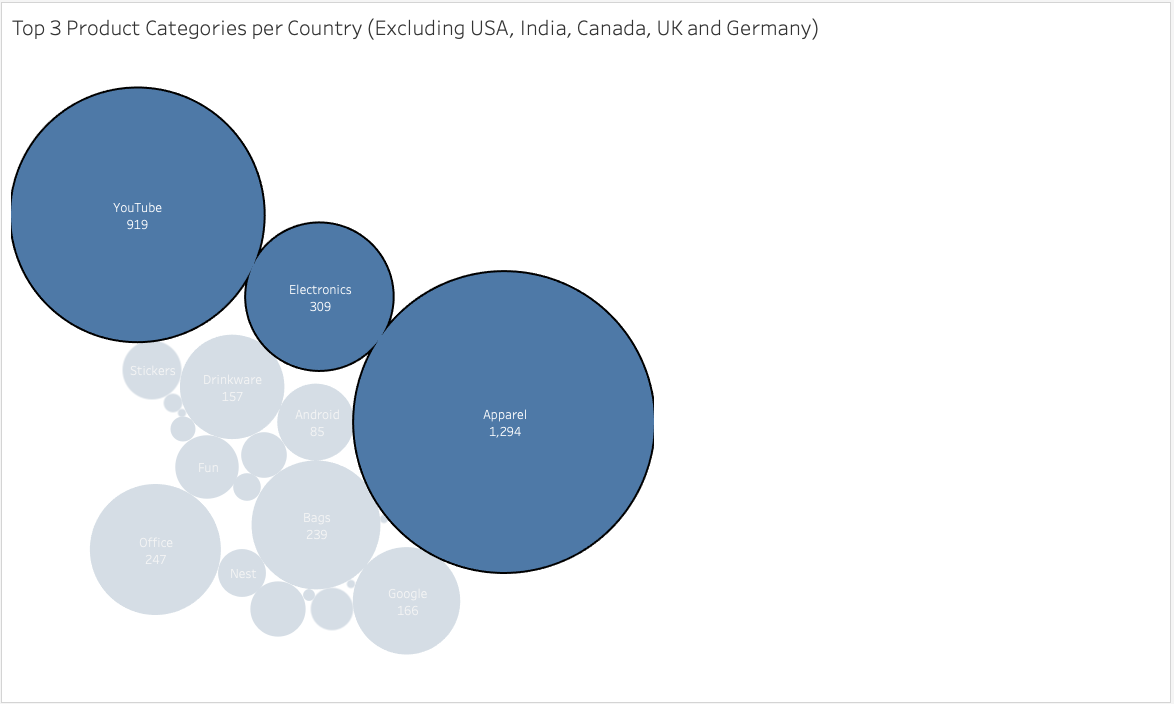 Top 3 Product Categories per Country (Excluding USA, India, Canada, UK and Germany)
YouTube
919
Electronics
309
Stickers
Drinkware
157
Android
85
Apparel
1,294
Fun
Bags
239
Office
247
Nest
Google
166